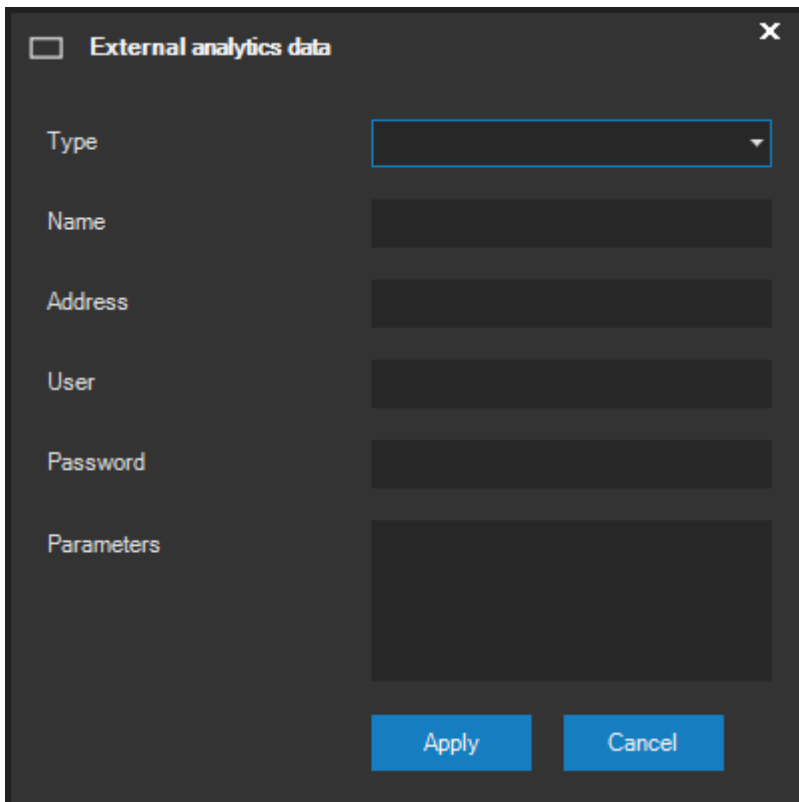 External analytics data
Type
Name
Address
User
Password
Parameters
Apply
Cancel